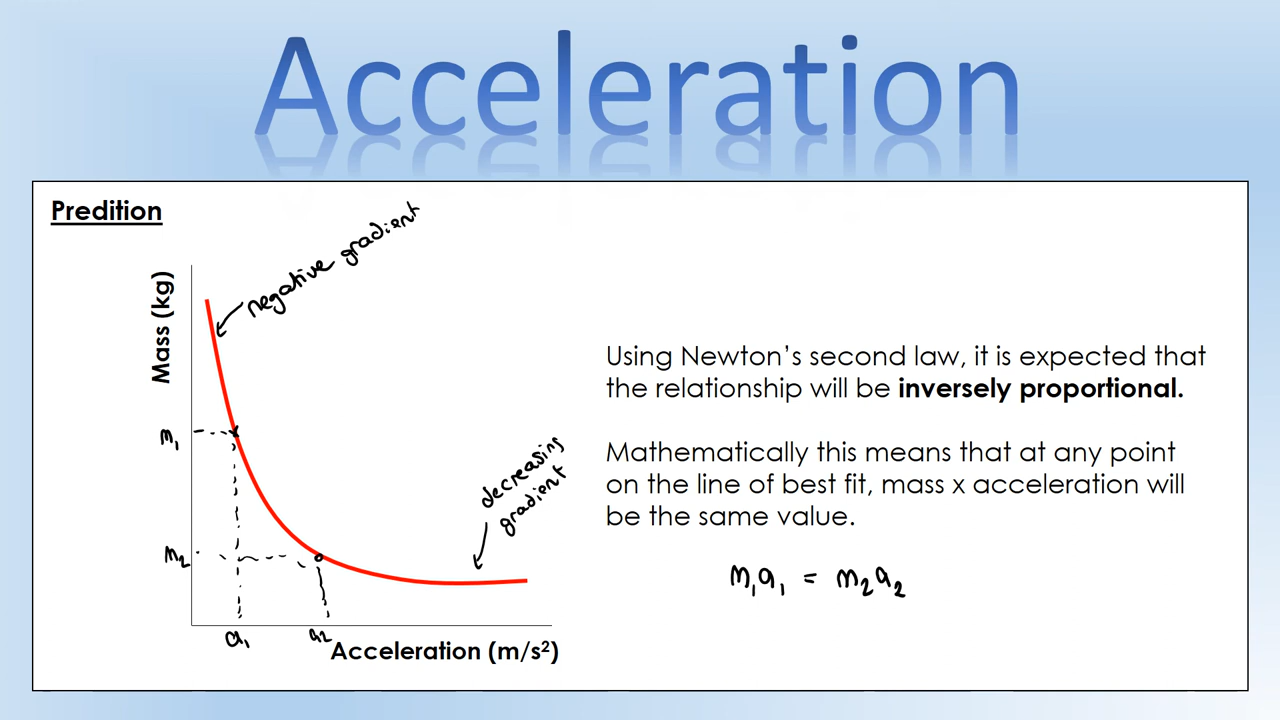 Acceleration
Predition
negative gradient
Mass (kg)
m₁
m₂
a₁
a₂
Acceleration (m/s²)
decreasing
gradient
Using Newton's second law, it is expected that
the relationship will be inversely proportional.
Mathematically this means that at any point
on the line of best fit, mass x acceleration will
be the same value.
m₁a₁ = m₂a₂